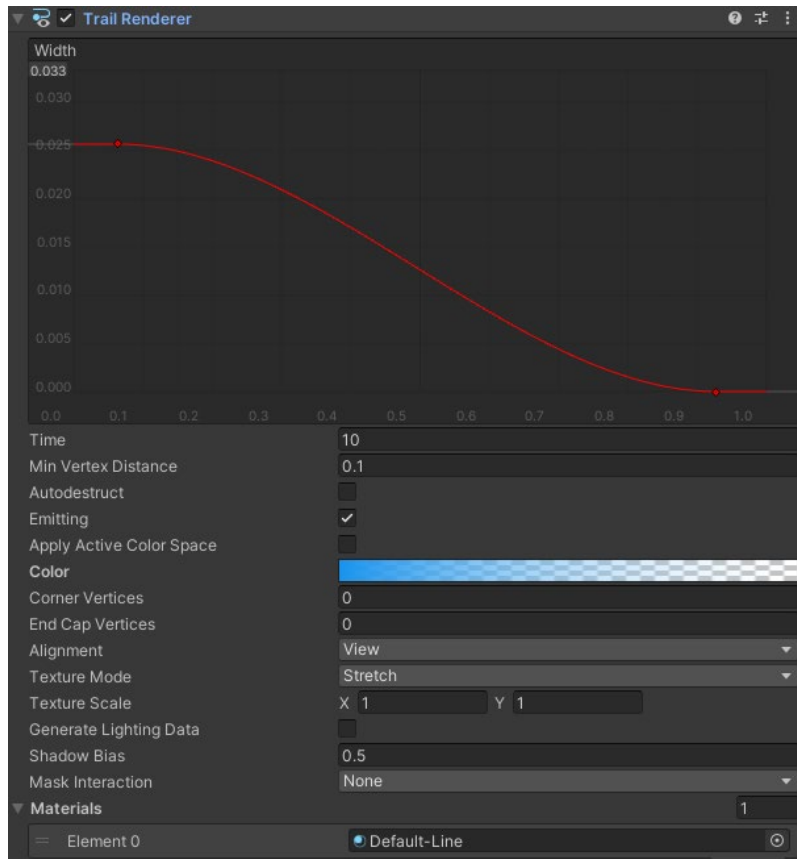 Trail Renderer
Width
0.033
0.030
0.025
0.020
0.015
0.010
0.005
0.000
0.0 0.1 0.2 0.3 0.4 0.5 0.6 0.7 0.8 0.9 1.0
Time 10
Min Vertex Distance 0.1
Autodestruct
Emitting
Apply Active Color Space
Color
Corner Vertices 0
End Cap Vertices 0
Alignment View
Texture Mode Stretch
Texture Scale X 1 Y 1
Generate Lighting Data
Shadow Bias 0.5
Mask Interaction None
Materials 1
Element 0 Default-Line